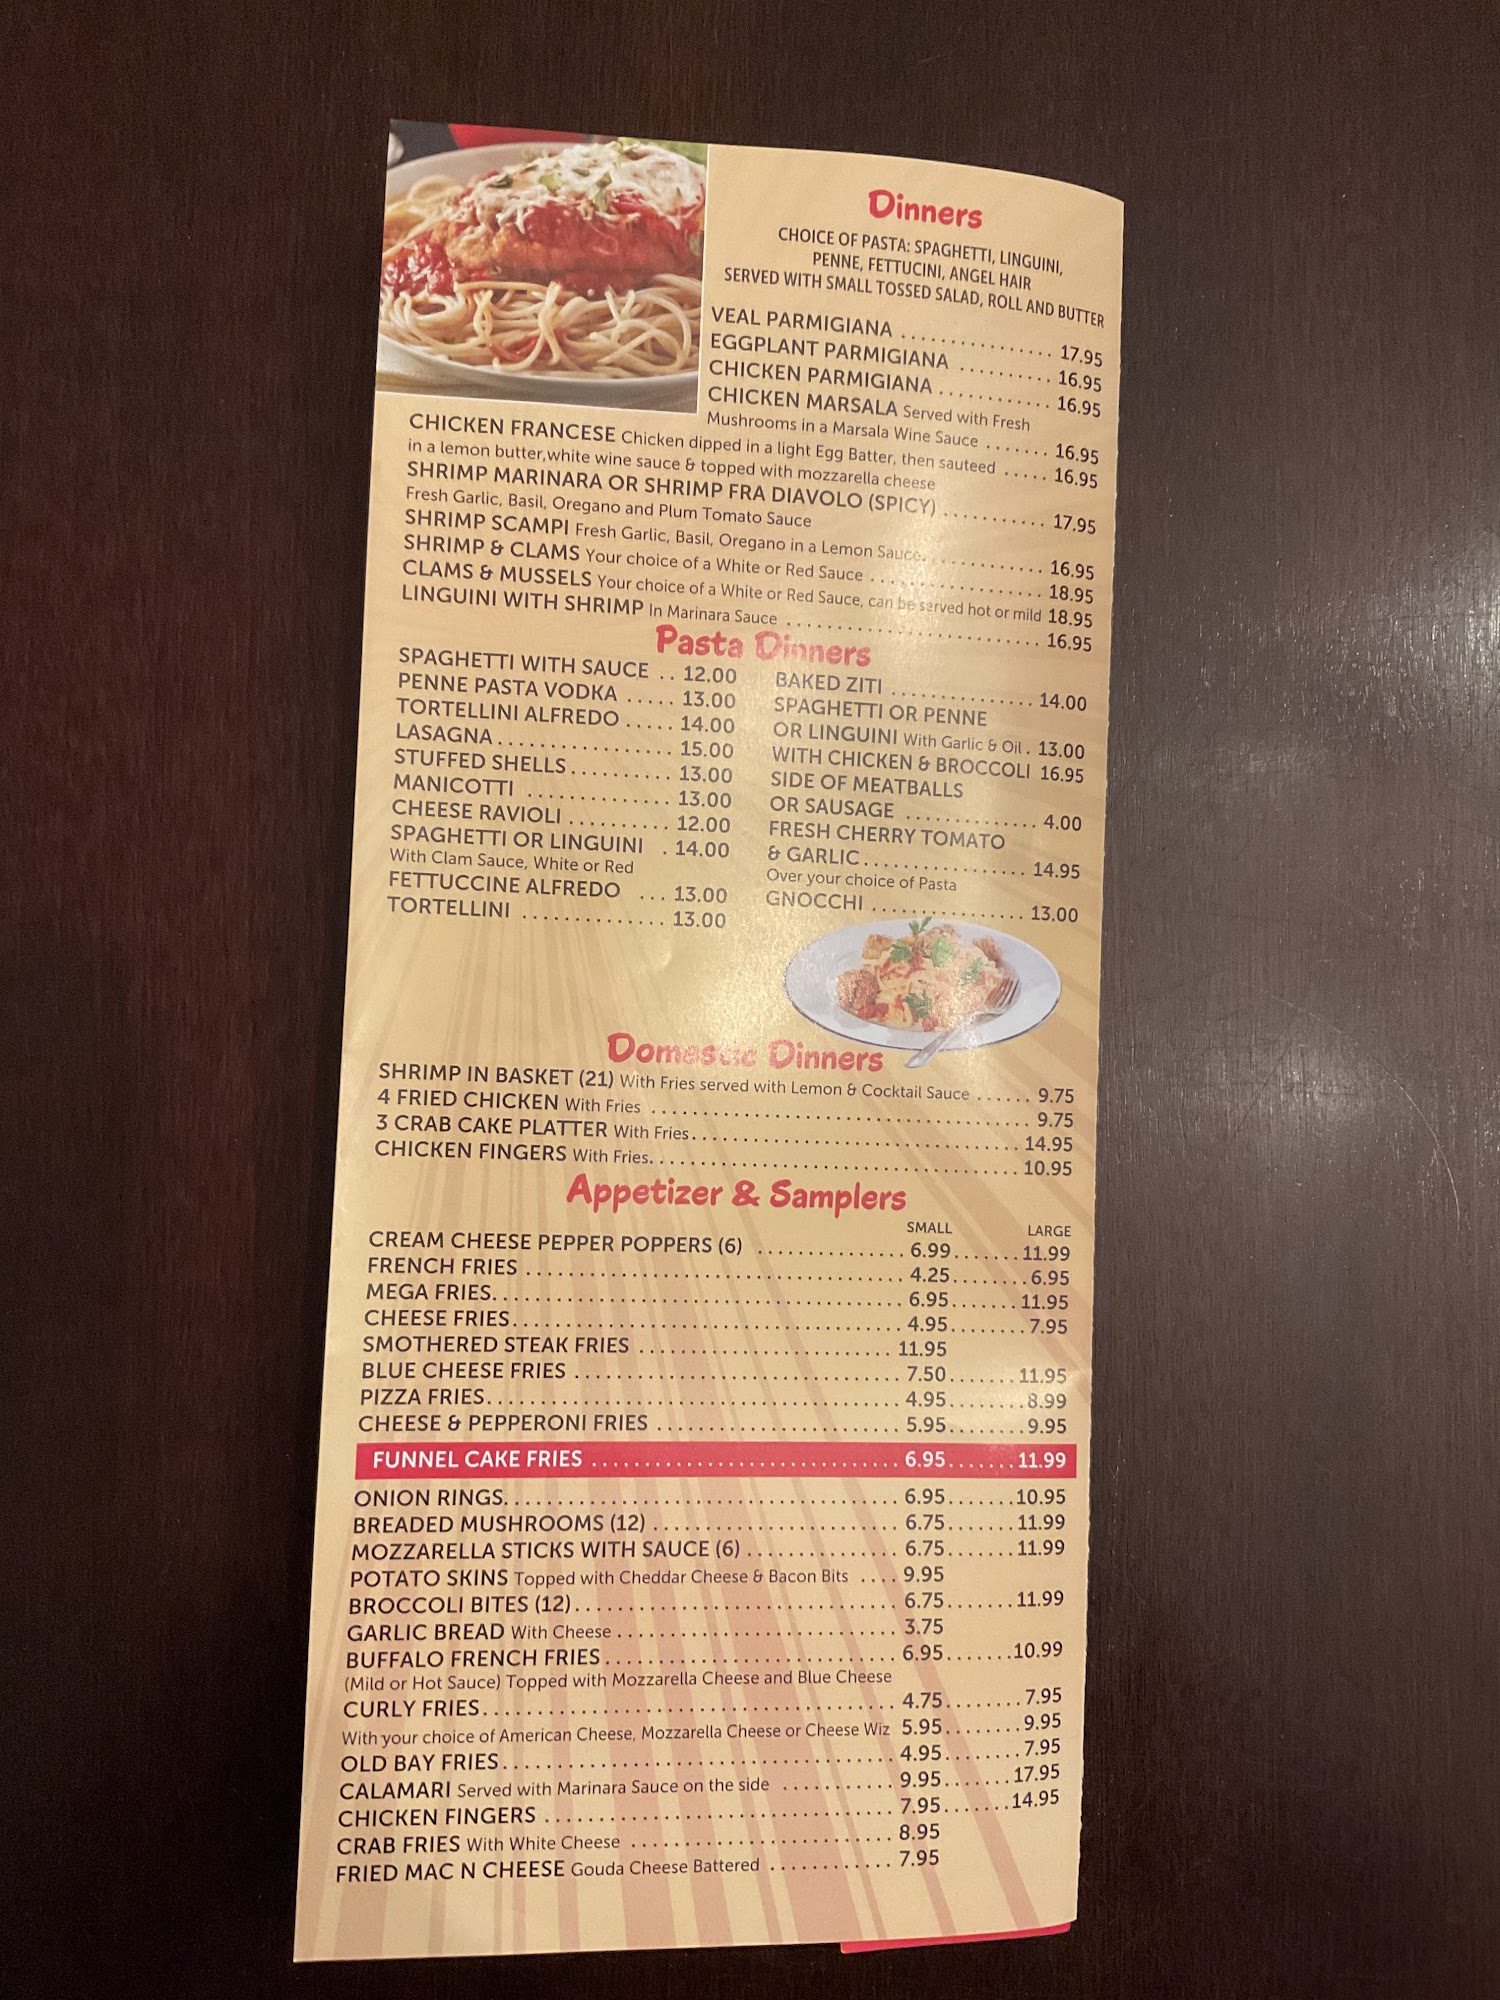 Dinners
CHOICE OF PASTA: SPAGHETTI, LINGUINI,
PENNE, FETTUCINI, ANGEL HAIR
SERVED WITH SMALL TOSSED SALAD, ROLL AND BUTTER
VEAL PARMIGIANA ................ 17.95
EGGPLANT PARMIGIANA .......... 16.95
CHICKEN PARMIGIANA ............ 16.95
CHICKEN MARSALA Served with Fresh
Mushrooms in a Marsala Wine Sauce ....... 16.95
CHICKEN FRANCESE Chicken dipped in a light Egg Batter, then sauteed ..... 16.95
in a lemon butter,white wine sauce & topped with mozzarella cheese
SHRIMP MARINARA OR SHRIMP FRA DIAVOLO (SPICY) ........... 17.95
Fresh Garlic, Basil, Oregano and Plum Tomato Sauce
SHRIMP SCAMPI Fresh Garlic, Basil, Oregano in a Lemon Sauce............. 16.95
SHRIMP & CLAMS Your choice of a White or Red Sauce .................. 18.95
CLAMS & MUSSELS Your choice of a White or Red Sauce, can be served hot or mild 18.95
LINGUINI WITH SHRIMP In Marinara Sauce .......................... 16.95
Pasta Dinners
SPAGHETTI WITH SAUCE .. 12.00
PENNE PASTA VODKA ..... 13.00
TORTELLINI ALFREDO ..... 14.00
LASAGNA................. 15.00
STUFFED SHELLS.......... 13.00
MANICOTTI .............. 13.00
CHEESE RAVIOLI .......... 12.00
SPAGHETTI OR LINGUINI . 14.00
With Clam Sauce, White or Red
FETTUCCINE ALFREDO ... 13.00
TORTELLINI .............. 13.00
BAKED ZITI .............. 14.00
SPAGHETTI OR PENNE
OR LINGUINI With Garlic & Oil. 13.00
WITH CHICKEN & BROCCOLI 16.95
SIDE OF MEATBALLS
OR SAUSAGE ............. 4.00
FRESH CHERRY TOMATO
& GARLIC................ 14.95
Over your choice of Pasta
GNOCCHI ............... 13.00
Domestic Dinners
SHRIMP IN BASKET (21) With Fries served with Lemon & Cocktail Sauce ...... 9.75
4 FRIED CHICKEN With Fries ..................................... 9.75
3 CRAB CAKE PLATTER With Fries................................ 14.95
CHICKEN FINGERS With Fries.................................... 10.95
Appetizer & Samplers
SMALL LARGE
CREAM CHEESE PEPPER POPPERS (6) ............... 6.99.......11.99
FRENCH FRIES ...................................... 4.25........6.95
MEGA FRIES......................................... 6.95.......11.95
CHEESE FRIES....................................... 4.95........7.95
SMOTHERED STEAK FRIES ......................... 11.95
BLUE CHEESE FRIES ................................. 7.50.......11.95
PIZZA FRIES......................................... 4.95........8.99
CHEESE & PEPPERONI FRIES ........................ 5.95........9.95
FUNNEL CAKE FRIES ............................... 6.95.......11.99
ONION RINGS....................................... 6.95.......10.95
BREADED MUSHROOMS (12) ........................ 6.75.......11.99
MOZZARELLA STICKS WITH SAUCE (6) ............... 6.75.......11.99
POTATO SKINS Topped with Cheddar Cheese & Bacon Bits .... 9.95
BROCCOLI BITES (12)................................ 6.75.......11.99
GARLIC BREAD With Cheese............................ 3.75
BUFFALO FRENCH FRIES............................. 6.95.......10.99
(Mild or Hot Sauce) Topped with Mozzarella Cheese and Blue Cheese
CURLY FRIES......................................... 4.75........7.95
With your choice of American Cheese, Mozzarella Cheese or Cheese Wiz 5.95........9.95
OLD BAY FRIES....................................... 4.95........7.95
CALAMARI Served with Marinara Sauce on the side ........... 9.95.......17.95
CHICKEN FINGERS ................................... 7.95.......14.95
CRAB FRIES With White Cheese .......................... 8.95
FRIED MAC N CHEESE Gouda Cheese Battered ............ 7.95